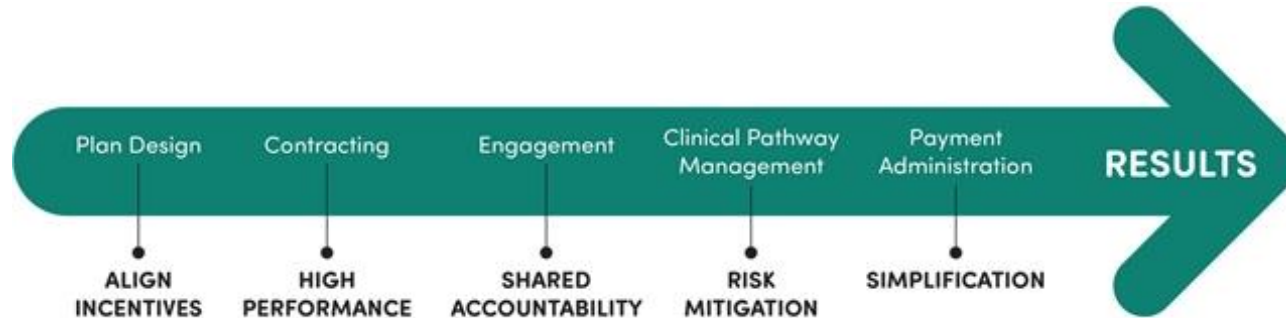 Plan Design
Contracting
Engagement
Clinical Pathway
Management
Payment
Administration
RESULTS
ALIGN
INCENTIVES
HIGH
PERFORMANCE
SHARED
ACCOUNTABILITY
RISK
MITIGATION
SIMPLIFICATION